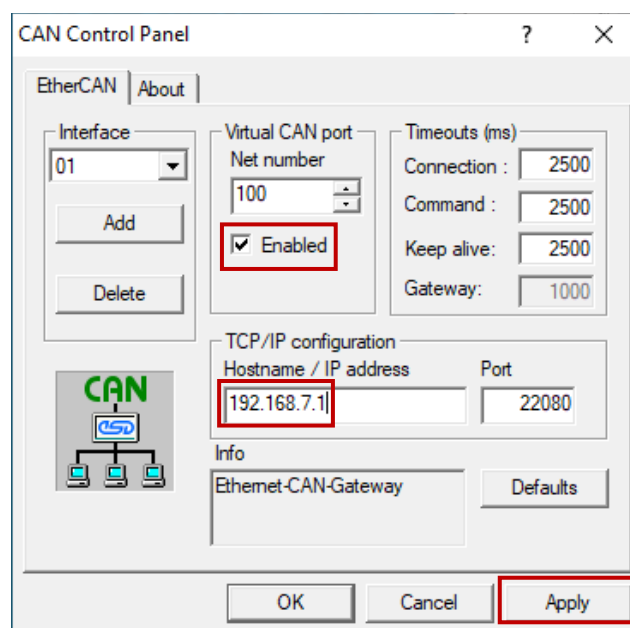 CAN Control Panel
?
EtherCAN
About
Interface
01
Add
Delete
Virtual CAN port
Net number
100
Enabled
Timeouts (ms)
Connection : 2500
Command : 2500
Keep alive: 2500
Gateway: 1000
CAN
esd
TCP/IP configuration
Hostname / IP address Port
192.168.7.1 22080
Info
Ethernet-CAN-Gateway
Defaults
OK Cancel Apply